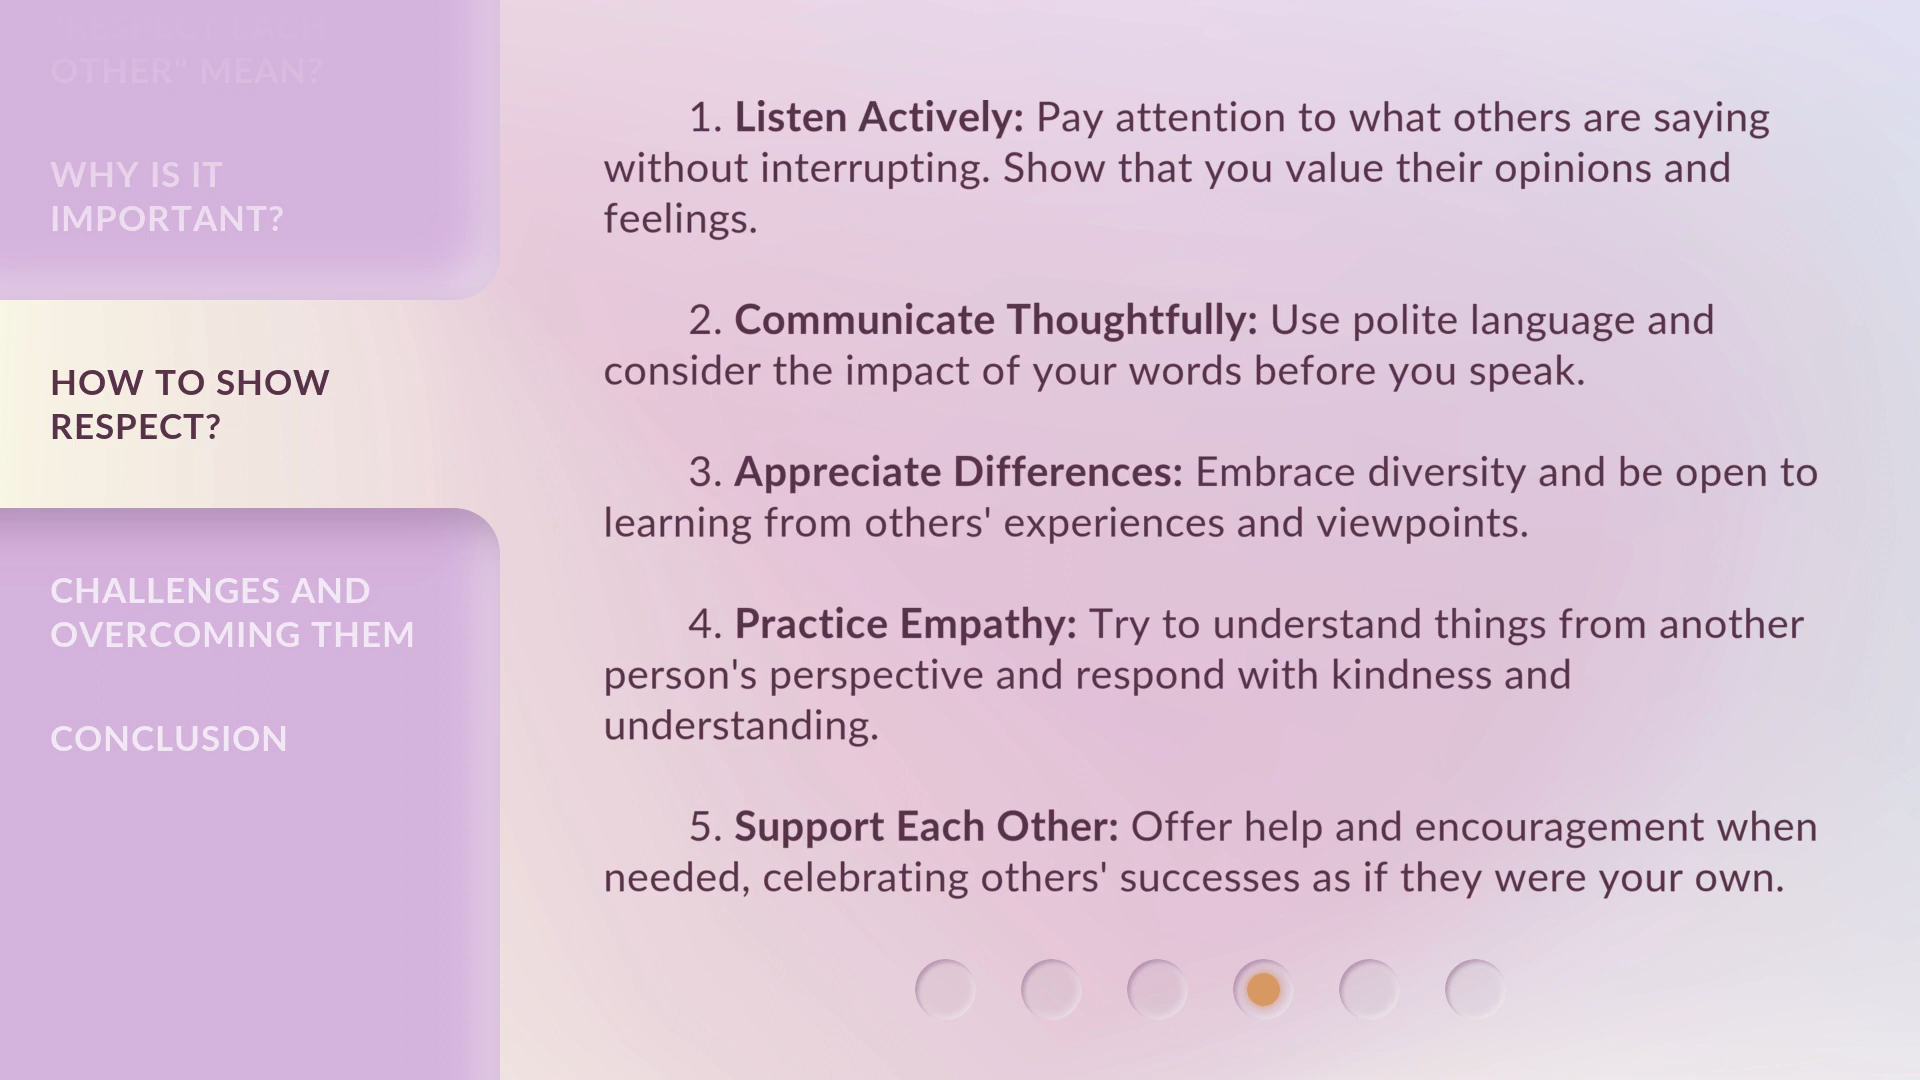 "RESPECT EACH
OTHER" MEAN?
WHY IS IT
IMPORTANT?
HOW TO SHOW
RESPECT?
CHALLENGES AND
OVERCOMING THEM
CONCLUSION
1. Listen Actively: Pay attention to what others are saying
without interrupting. Show that you value their opinions and
feelings.
2. Communicate Thoughtfully: Use polite language and
consider the impact of your words before you speak.
3. Appreciate Differences: Embrace diversity and be open to
learning from others' experiences and viewpoints.
4. Practice Empathy: Try to understand things from another
person's perspective and respond with kindness and
understanding.
5. Support Each Other: Offer help and encouragement when
needed, celebrating others' successes as if they were your own.